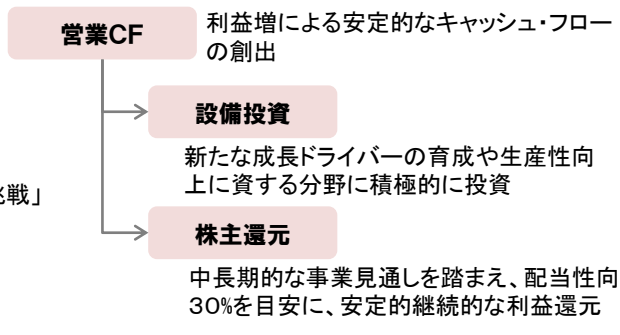 営業CF
利益増による安定的なキャッシュ・フロー
の創出
設備投資
新たな成長ドライバーの育成や生産性向
上に資する分野に積極的に投資
戦」
株主還元
中長期的な事業見通しを踏まえ、配当性向
30%を目安に、安定的継続的な利益還元